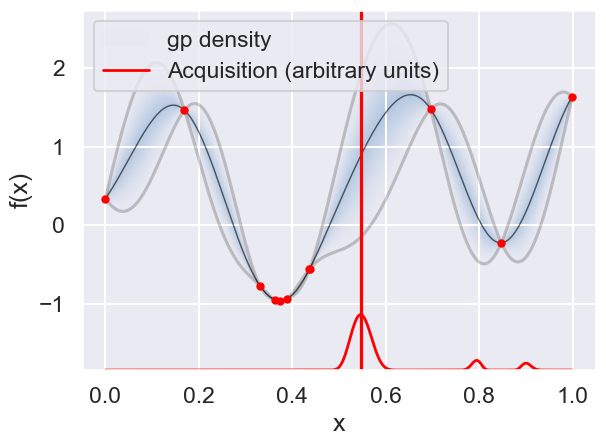 gp density
Acquisition (arbitrary units)
f(x)
2
1
0
−1
0.0 0.2 0.4 0.6 0.8 1.0
x